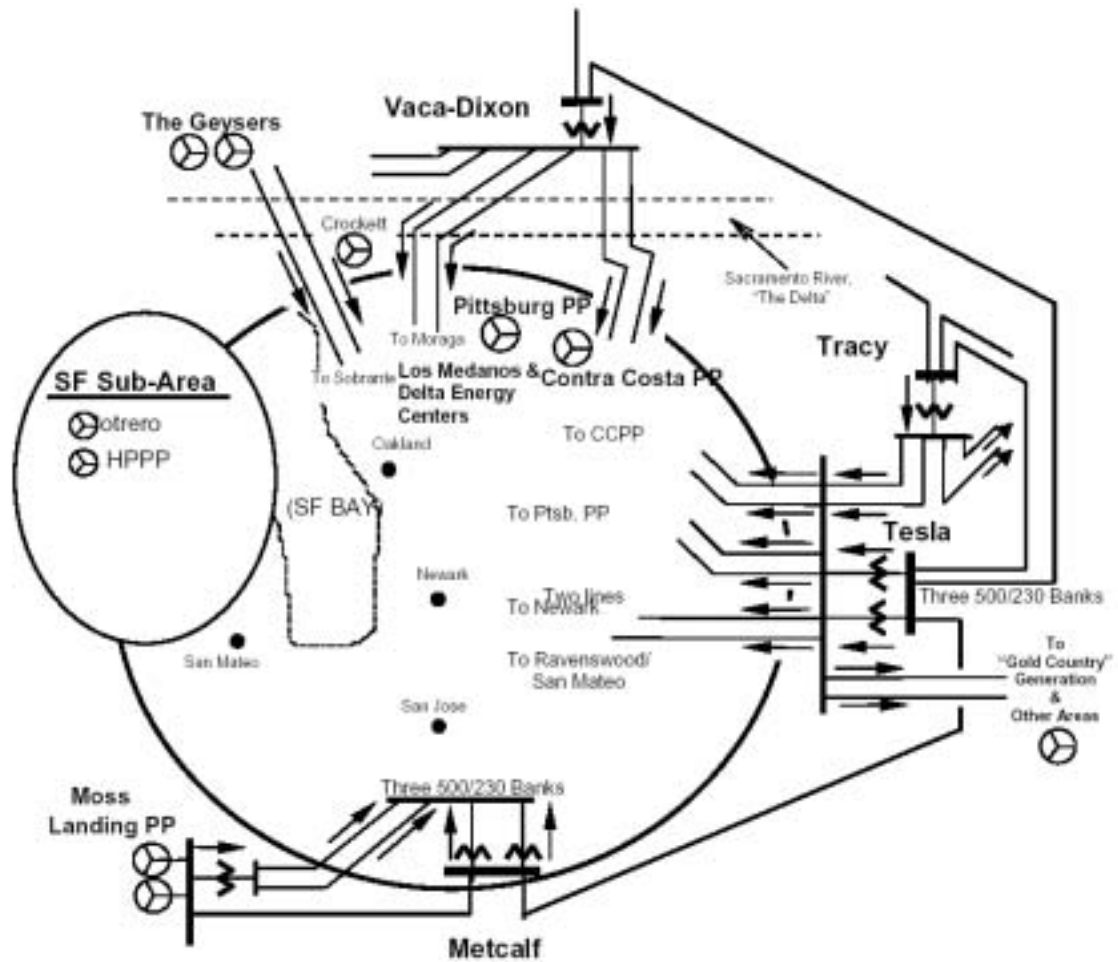 Vaca-Dixon
The Geysers
Crockett
Sacramento River,
"The Delta"
Pittsburg PP
To Moraga
Tracy
SF Sub-Area
To Sobrante
Los Medanos &
Delta Energy
Centers
Contra Costa PP
otrero
HPPP
To CCPP
Oakland
(SF BAY)
To Ptsb. PP
Tesla
Newark
Two lines
To Newark
Three 500/230 Banks
San Mateo
To Ravenswood/
San Mateo
To
"Gold Country"
Generation
&
Other Areas
San Jose
Three 500/230 Banks
Moss
Landing PP
Metcalf